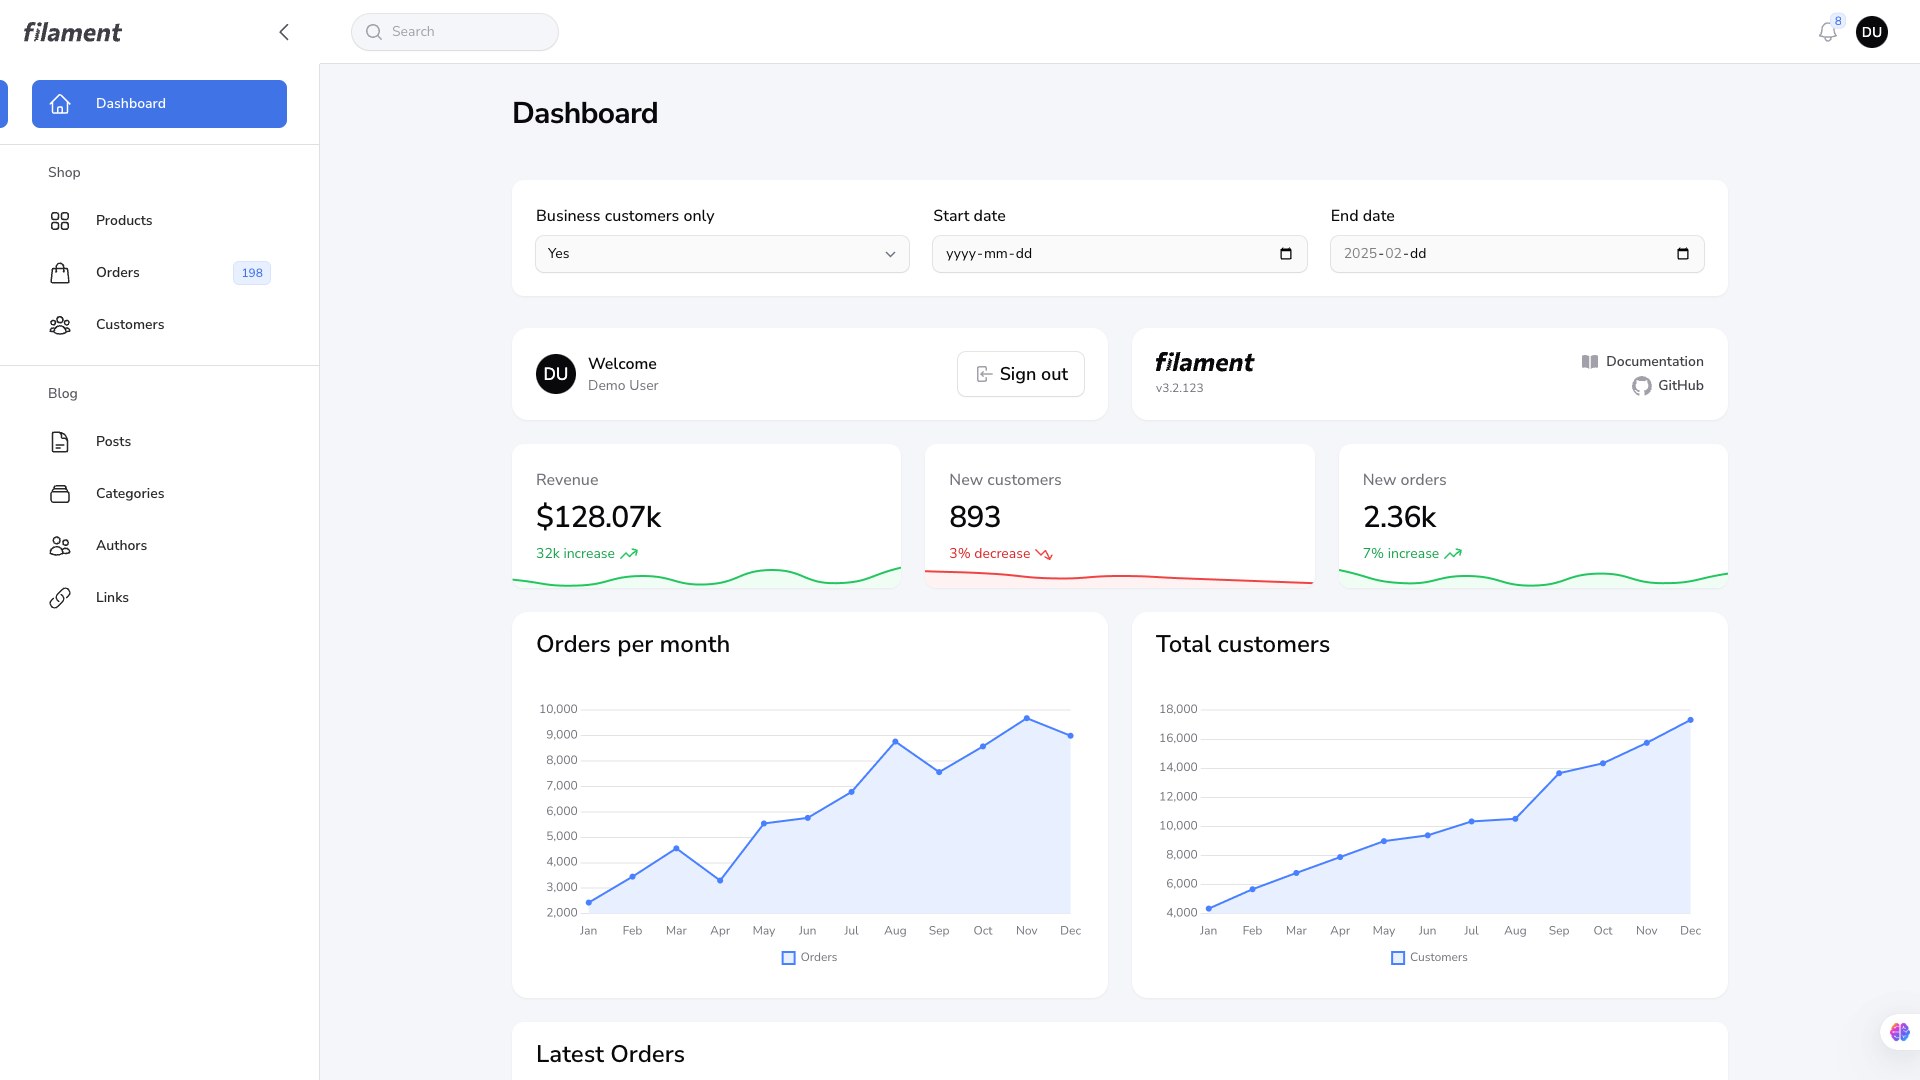 filament
Search
8
DU
Dashboard
Shop
Products
Orders
198
Customers
Blog
Posts
Categories
Authors
Links
Dashboard
Business customers only
Yes
Start date
yyyy-mm-dd
End date
2025-02-dd
DU
Welcome
Demo User
Sign out
filament
v3.2.123
Documentation
GitHub
Revenue
$128.07k
32k increase
New customers
893
3% decrease
New orders
2.36k
7% increase
Orders per month
10,000
9,000
8,000
7,000
6,000
5,000
4,000
3,000
2,000
Jan Feb Mar Apr May Jun Jul Aug Sep Oct Nov Dec
Orders
Total customers
18,000
16,000
14,000
12,000
10,000
8,000
6,000
4,000
Jan Feb Mar Apr May Jun Jul Aug Sep Oct Nov Dec
Customers
Latest Orders